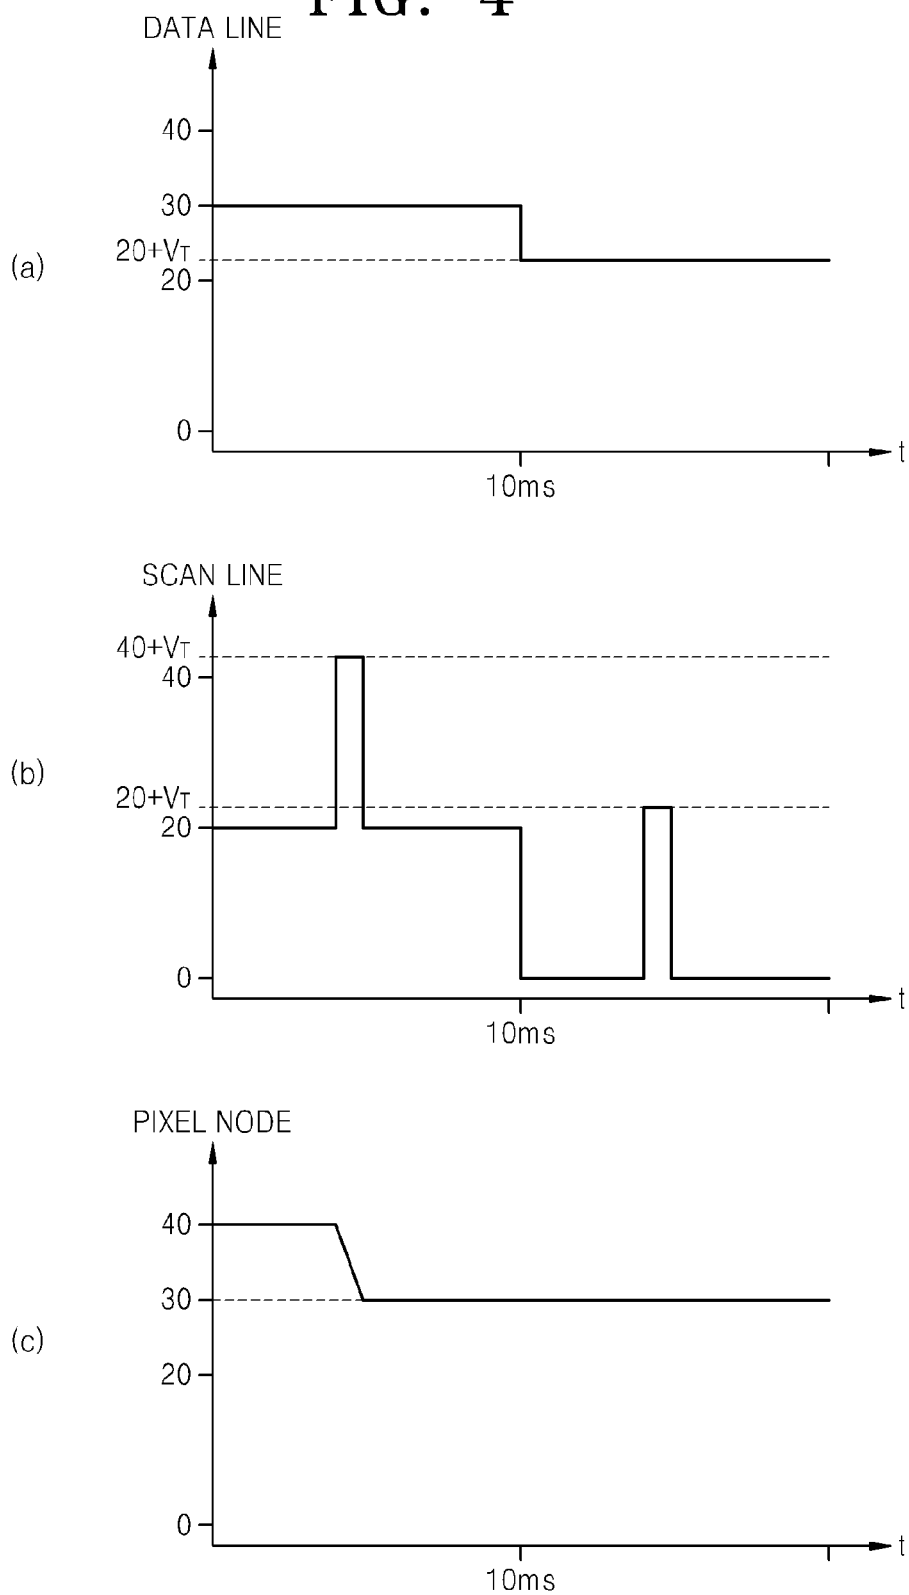 FIG. 4
DATA LINE
40
30
20+VT
(a)
20
0
t
10ms
SCAN LINE
40+VT
40
(b)
20+VT
20
0
t
10ms
PIXEL NODE
40
30
(c)
20
0
t
10ms